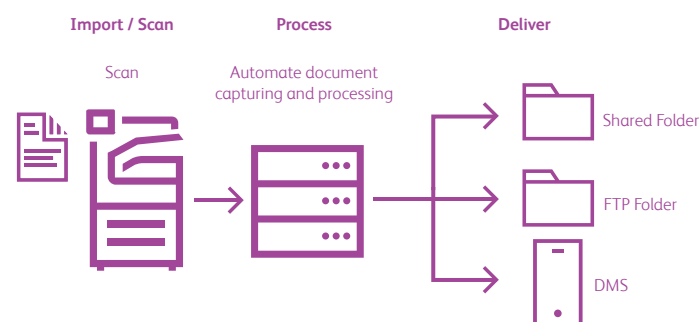 Import / Scan
Process
Deliver
Scan
Automate document
capturing and processing
Shared Folder
FTP Folder
DMS